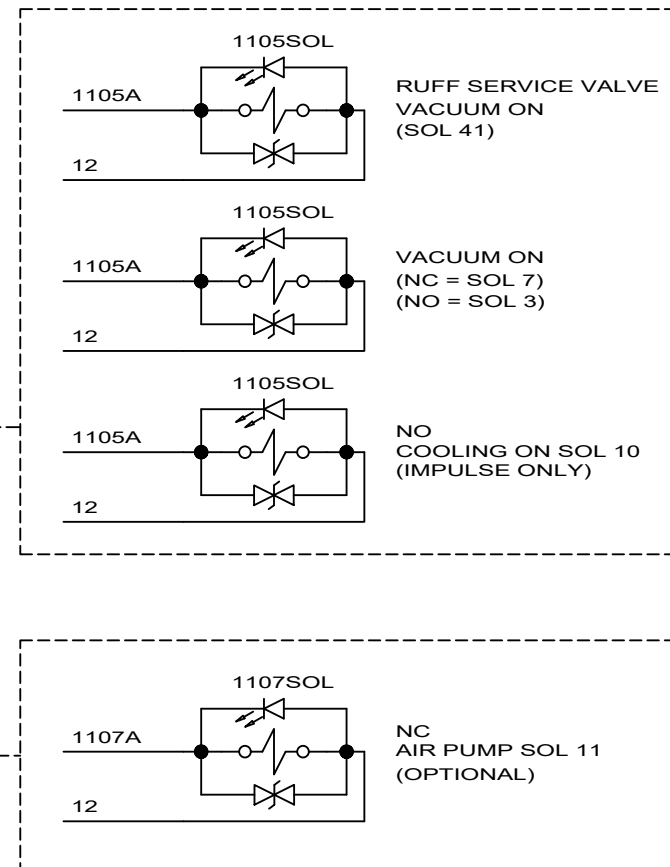 1105SOL
1105A
12
RUFF SERVICE VALVE
VACUUM ON
(SOL 41)
1105SOL
1105A
12
VACUUM ON
(NC = SOL 7)
(NO = SOL 3)
1105SOL
1105A
12
NO
COOLING ON SOL 10
(IMPULSE ONLY)
1107SOL
1107A
12
NC
AIR PUMP SOL 11
(OPTIONAL)